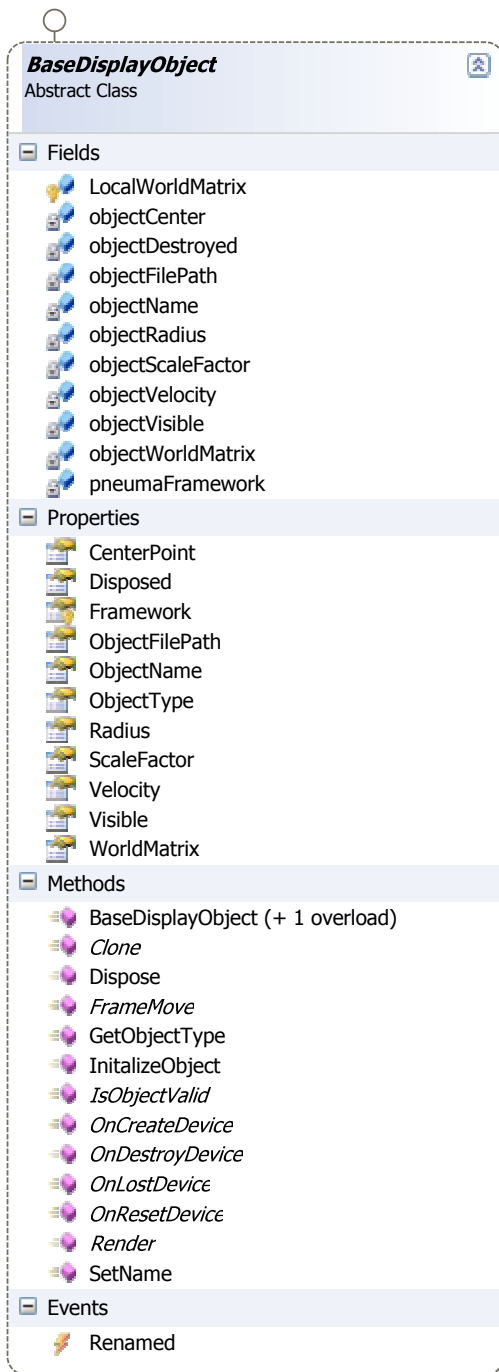 BaseDisplayObject
Abstract Class
Fields
LocalWorldMatrix
objectCenter
objectDestroyed
objectFilePath
objectName
objectRadius
objectScaleFactor
objectVelocity
objectVisible
objectWorldMatrix
pneumaFramework
Properties
CenterPoint
Disposed
Framework
ObjectFilePath
ObjectName
ObjectType
Radius
ScaleFactor
Velocity
Visible
WorldMatrix
Methods
BaseDisplayObject (+ 1 overload)
Clone
Dispose
FrameMove
GetObjectType
InitalizeObject
IsObjectValid
OnCreateDevice
OnDestroyDevice
OnLostDevice
OnResetDevice
Render
SetName
Events
Renamed